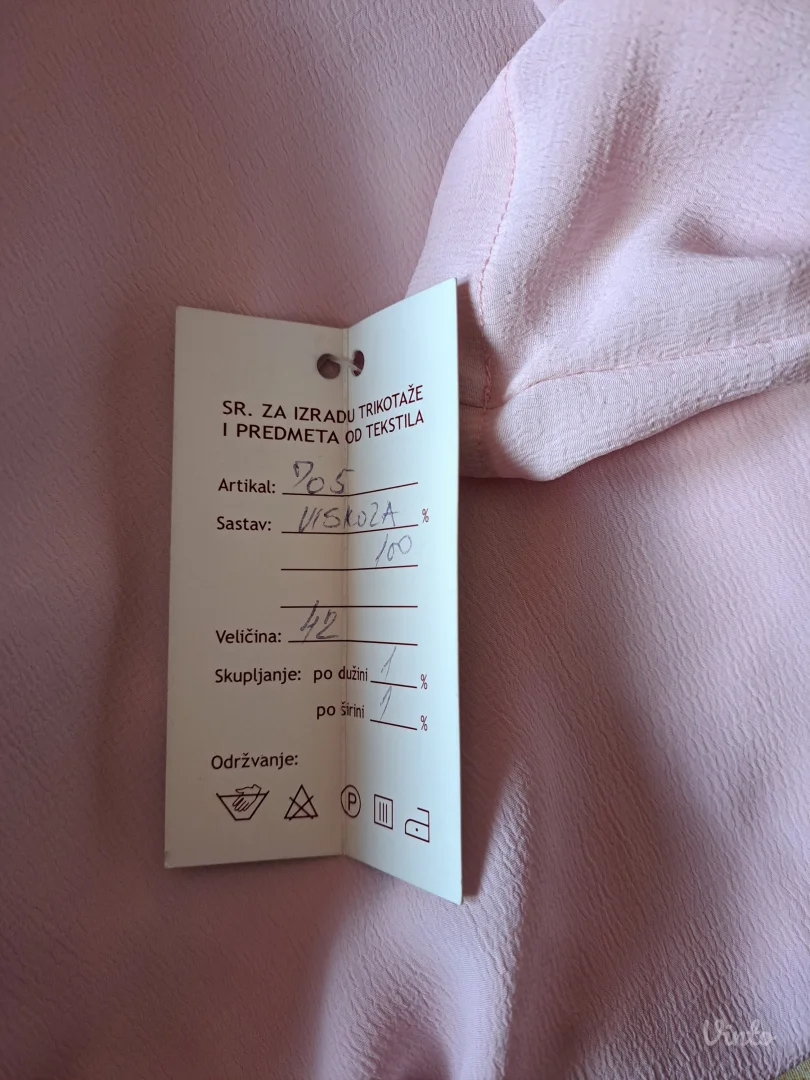 SR. ZA IZRADU TRIKOTAŽE
I PREDMETA OD TEKSTILA
Artikal: 705
Sastav: VISKOZA %
100
Veličina: 42
Skupljanje: po dužini 1 %
po širini 1 %
Održvanje:
P
Vinto